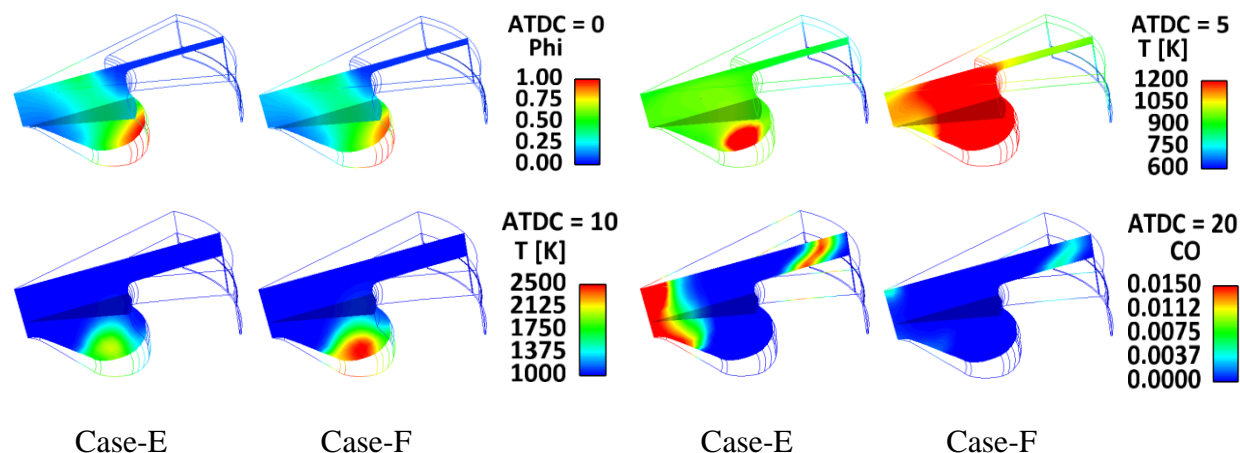 ATDC = 0
Phi
1.00
0.75
0.50
0.25
0.00
ATDC = 5
T [K]
1200
1050
900
750
600
ATDC = 10
T [K]
2500
2125
1750
1375
1000
ATDC = 20
CO
0.0150
0.0112
0.0075
0.0037
0.0000
Case-E Case-F Case-E Case-F